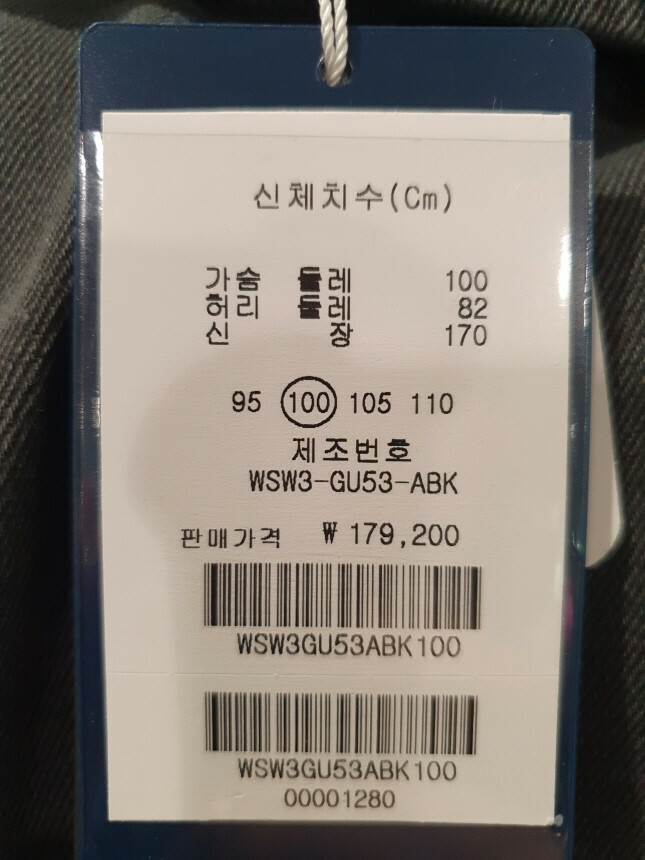 신체치수(Cm)
가슴 둘레 100
허리 둘레 82
신 장 170
95 100 105 110
제조번호
WSW3-GU53-ABK
판매가격 ₩ 179,200
WSW3GU53ABK100
WSW3GU53ABK100
00001280